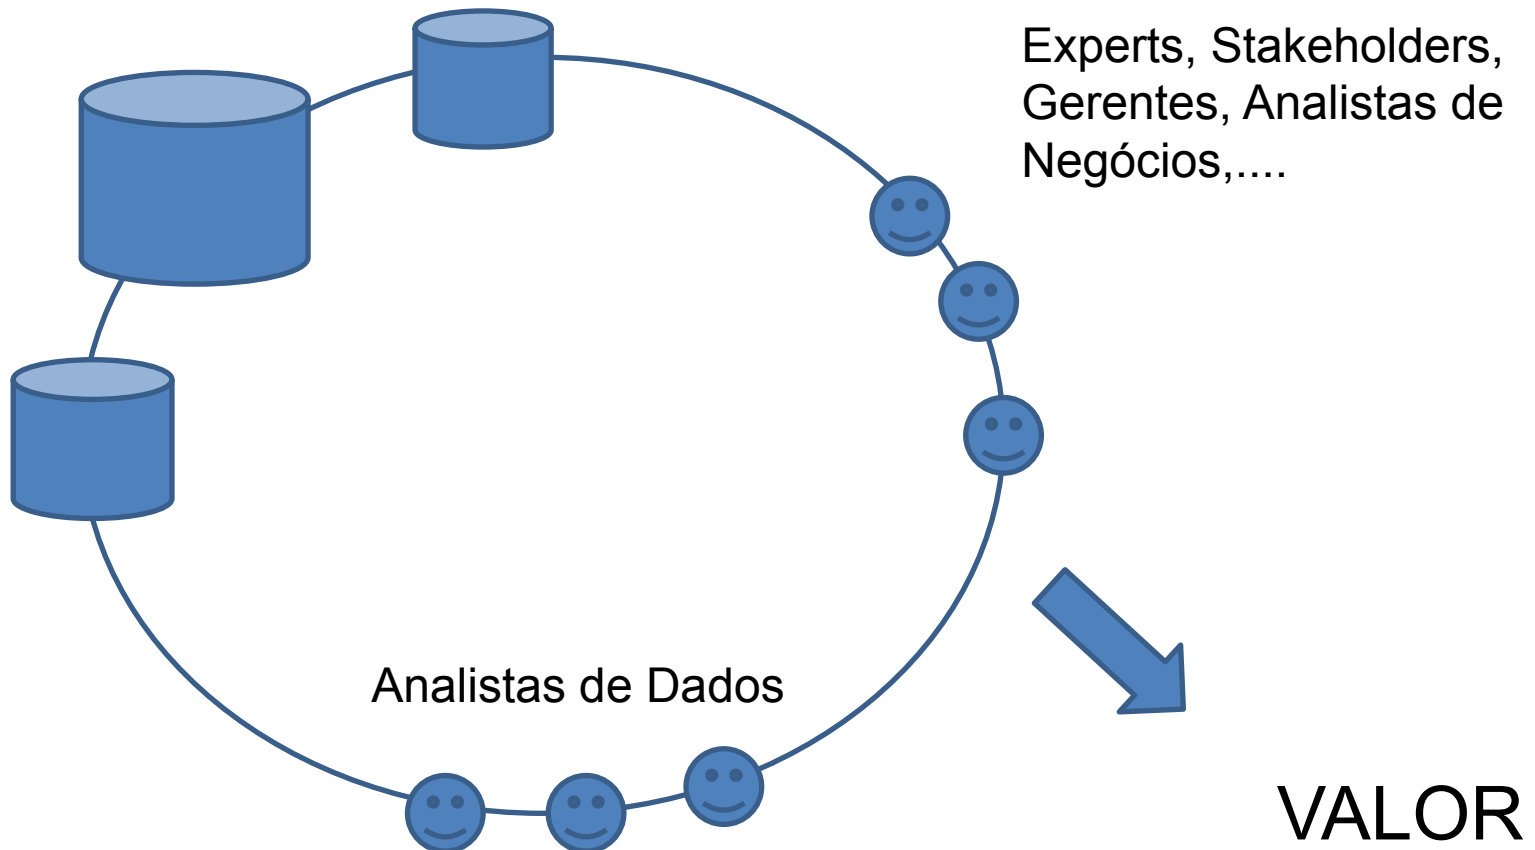 Experts, Stakeholders,
Gerentes, Analistas de
Negócios,....
Analistas de Dados
VALOR